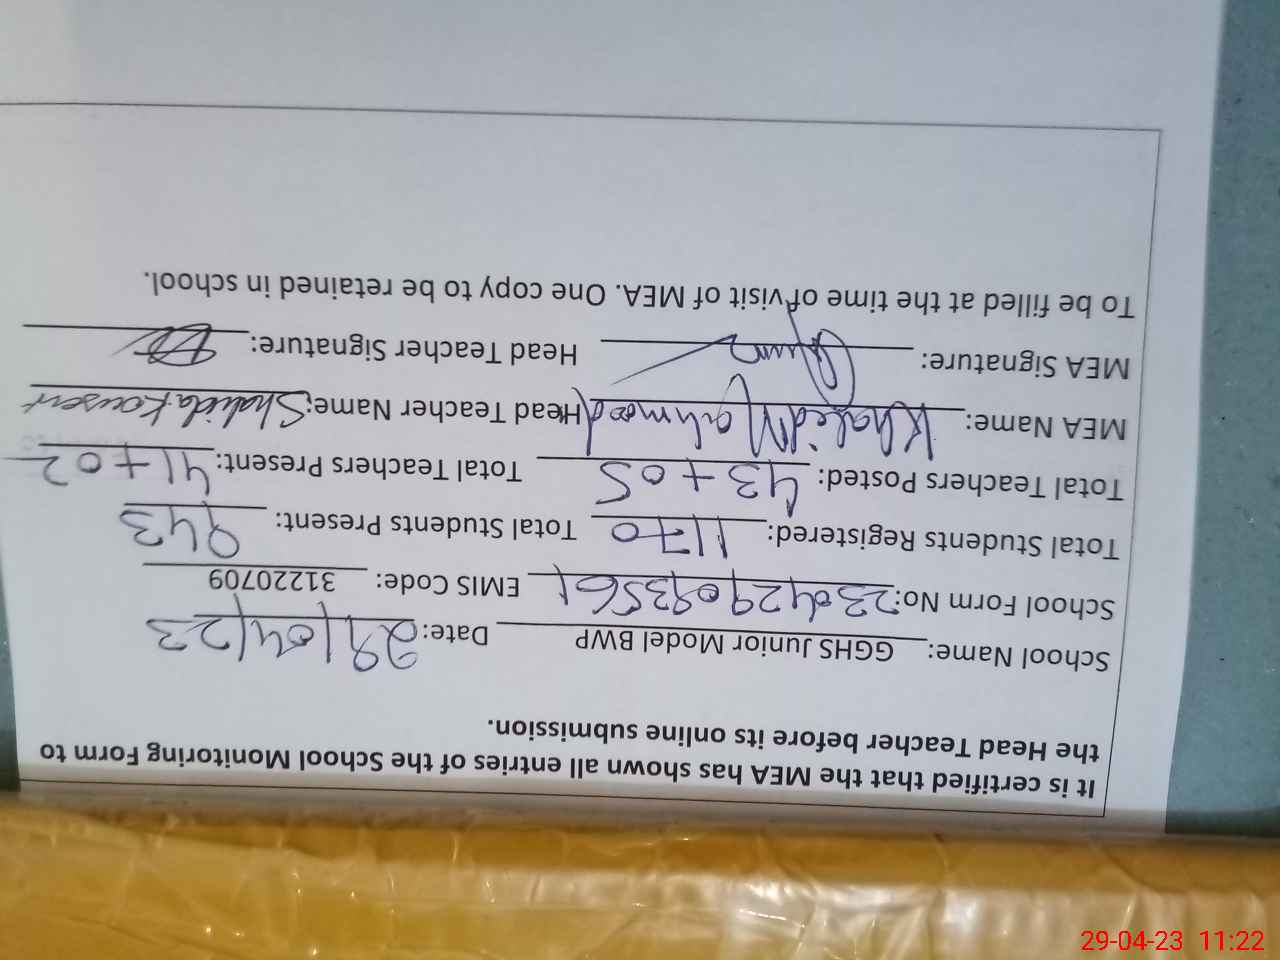 It is certified that the MEA has shown all entries of the School Monitoring Form to
the Head Teacher before its online submission.
School Name: GGHS Junior Model BWP Date: 29/04/23
School Form No: 230429093561 EMIS Code: 31220709
Total Students Registered: 1170 Total Students Present: 943
Total Teachers Posted: 43+05 Total Teachers Present: 41+02
MEA Name: Khalid Mahmood Head Teacher Name: Shahida Kousar
MEA Signature: Head Teacher Signature:
To be filled at the time of visit of MEA. One copy to be retained in school.
29-04-23 11:22